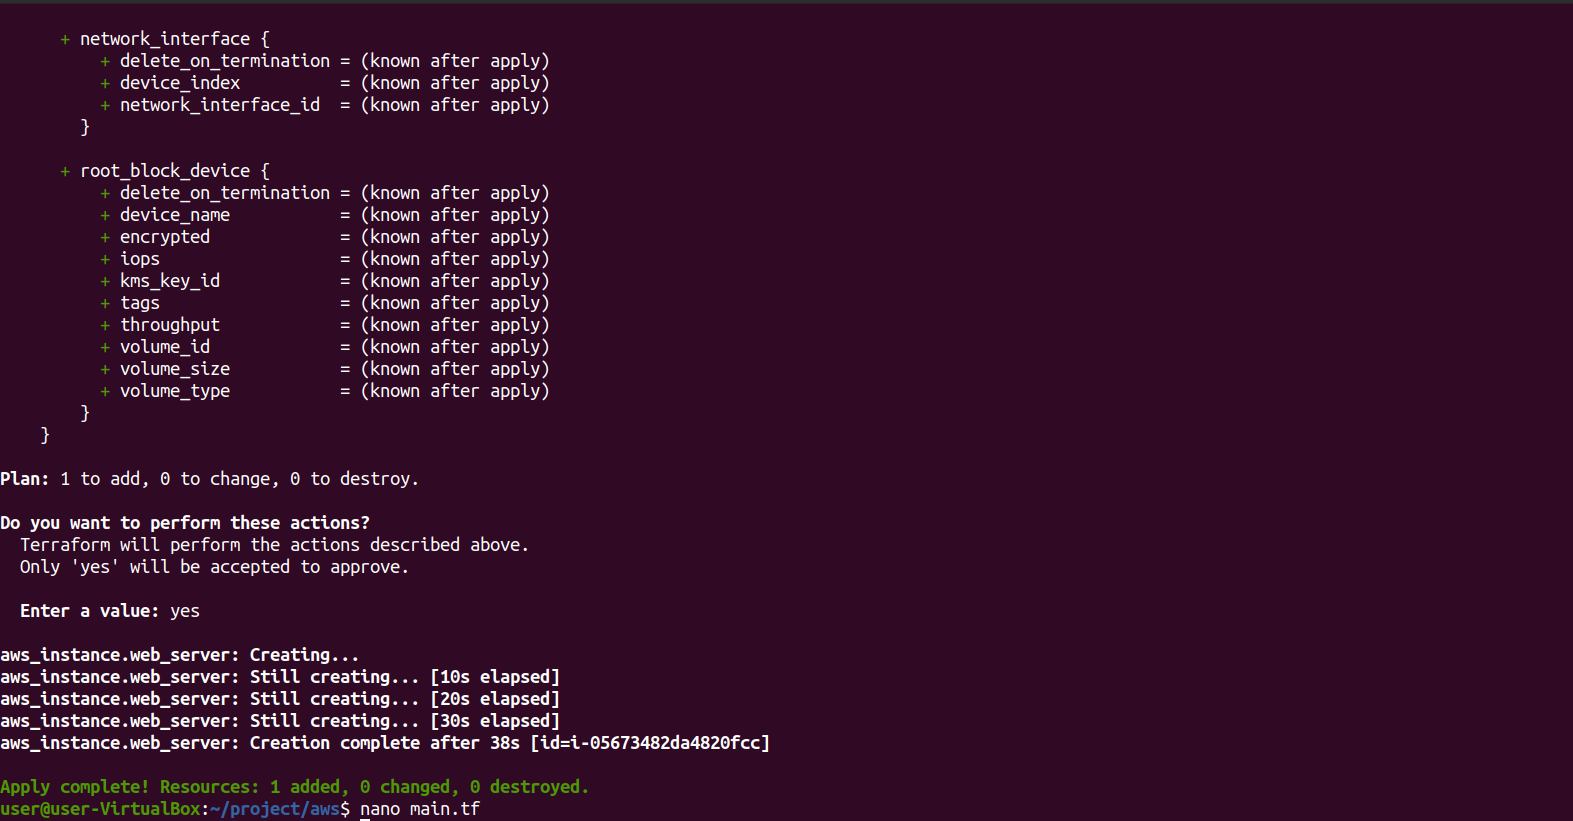 + network_interface {
+ delete_on_termination = (known after apply)
+ device_index          = (known after apply)
+ network_interface_id  = (known after apply)
}
+ root_block_device {
+ delete_on_termination = (known after apply)
+ device_name           = (known after apply)
+ encrypted             = (known after apply)
+ iops                  = (known after apply)
+ kms_key_id            = (known after apply)
+ tags                  = (known after apply)
+ throughput            = (known after apply)
+ volume_id             = (known after apply)
+ volume_size           = (known after apply)
+ volume_type           = (known after apply)
}
}
Plan: 1 to add, 0 to change, 0 to destroy.
Do you want to perform these actions?
Terraform will perform the actions described above.
Only 'yes' will be accepted to approve.
Enter a value: yes
aws_instance.web_server: Creating...
aws_instance.web_server: Still creating... [10s elapsed]
aws_instance.web_server: Still creating... [20s elapsed]
aws_instance.web_server: Still creating... [30s elapsed]
aws_instance.web_server: Creation complete after 38s [id=i-05673482da4820fcc]
Apply complete! Resources: 1 added, 0 changed, 0 destroyed.
user@user-VirtualBox:~/project/aws$ nano main.tf